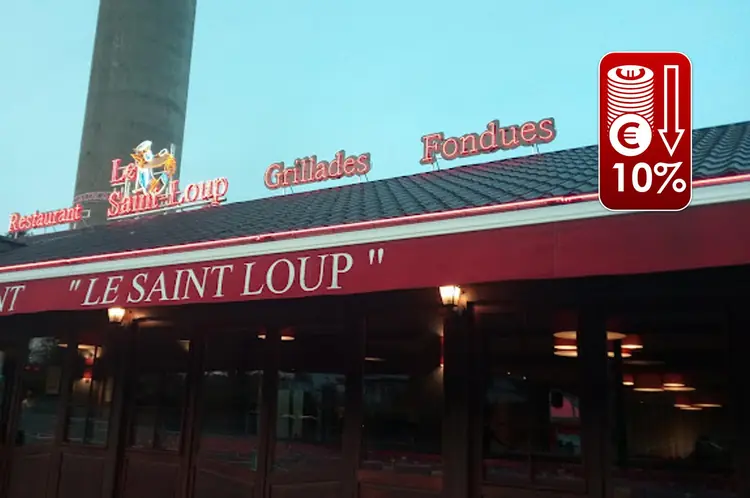 Restaurant
Le
Saint-Loup
Grillades
Fondues
€
10%
NT " LE SAINT LOUP "